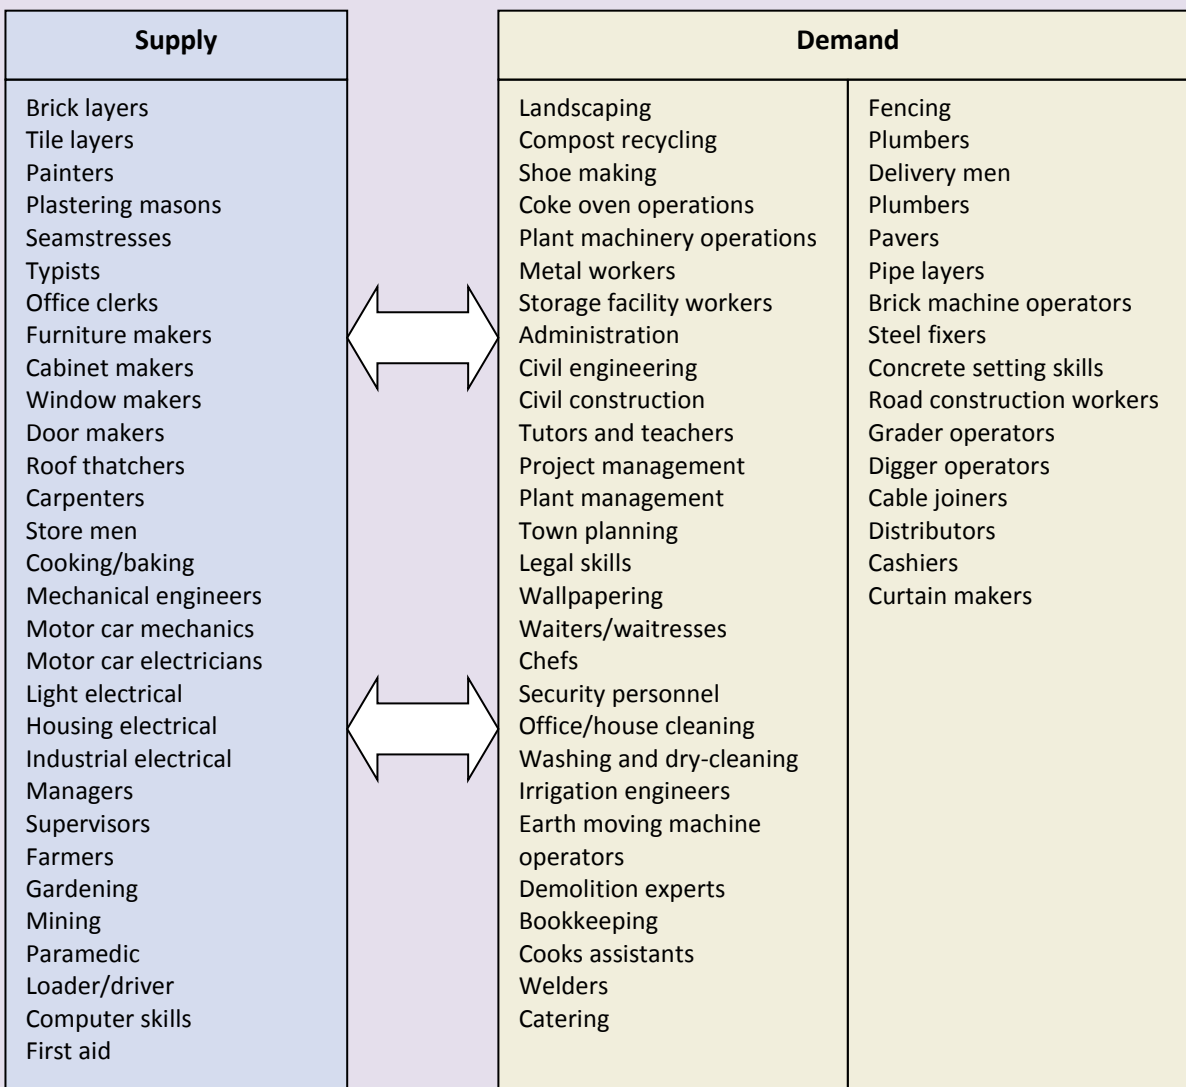 Supply
Demand
Brick layers
Tile layers
Painters
Plastering masons
Seamstresses
Typists
Office clerks
Furniture makers
Cabinet makers
Window makers
Door makers
Roof thatchers
Carpenters
Store men
Cooking/baking
Mechanical engineers
Motor car mechanics
Motor car electricians
Light electrical
Housing electrical
Industrial electrical
Managers
Supervisors
Farmers
Gardening
Mining
Paramedic
Loader/driver
Computer skills
First aid
Landscaping
Compost recycling
Shoe making
Coke oven operations
Plant machinery operations
Metal workers
Storage facility workers
Administration
Civil engineering
Civil construction
Tutors and teachers
Project management
Plant management
Town planning
Legal skills
Wallpapering
Waiters/waitresses
Chefs
Security personnel
Office/house cleaning
Washing and dry-cleaning
Irrigation engineers
Earth moving machine
operators
Demolition experts
Bookkeeping
Cooks assistants
Welders
Catering
Fencing
Plumbers
Delivery men
Plumbers
Pavers
Pipe layers
Brick machine operators
Steel fixers
Concrete setting skills
Road construction workers
Grader operators
Digger operators
Cable joiners
Distributors
Cashiers
Curtain makers